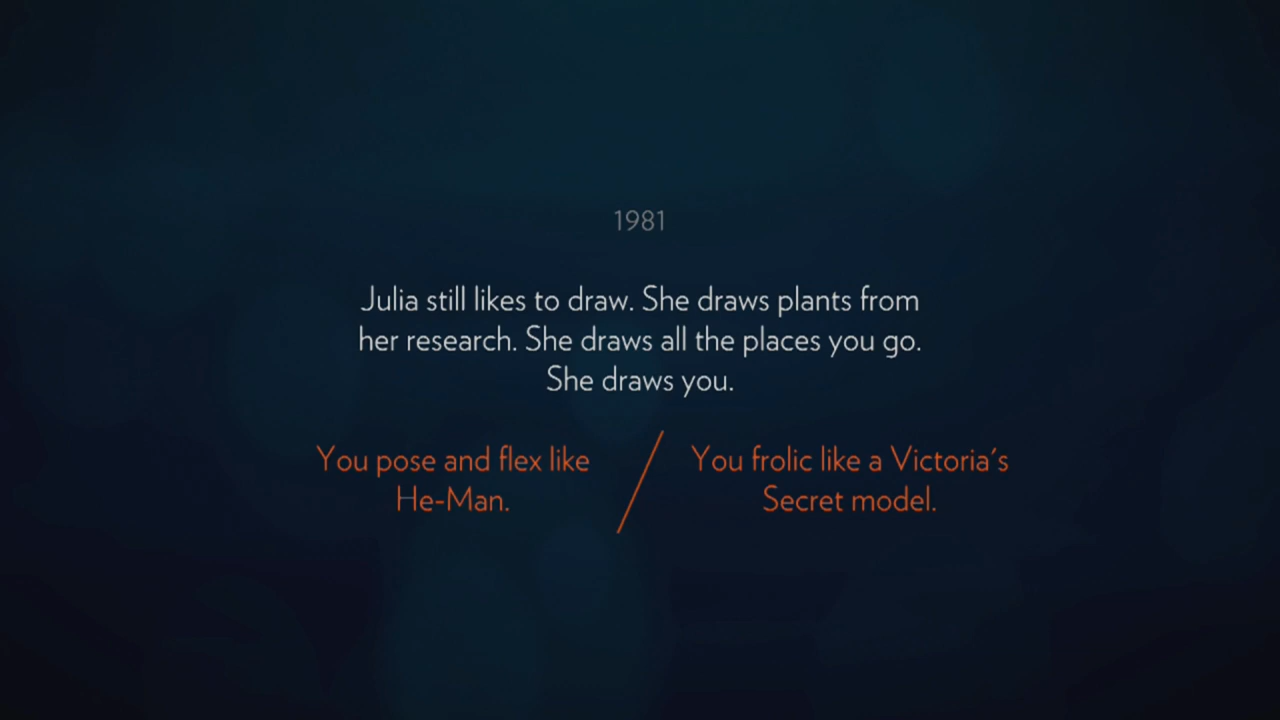 1981
Julia still likes to draw. She draws plants from
her research. She draws all the places you go.
She draws you.
You pose and flex like
He-Man.
You frolic like a Victoria's
Secret model.